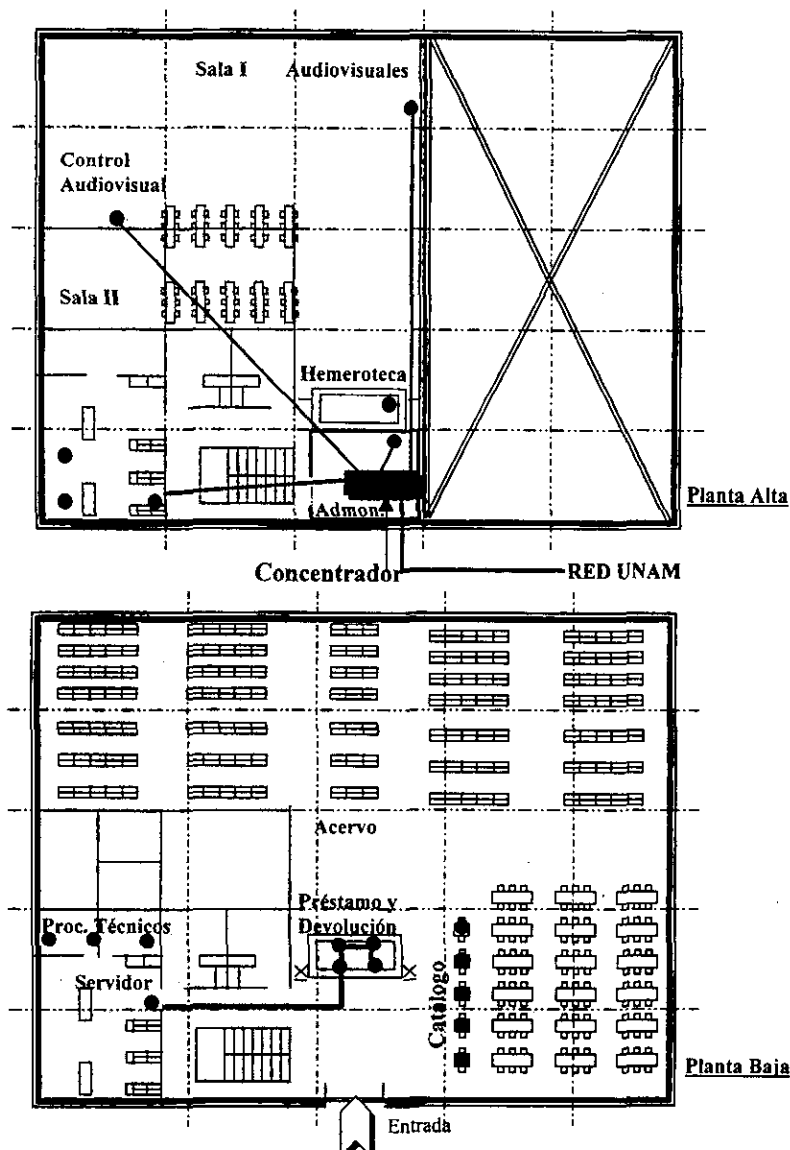 Sala I Audiovisuales
Control
Audiovisual
Sala II
Hemeroteca
Admon.
Planta Alta
Concentrador
RED UNAM
Acervo
Préstamo y
Devolución
Proc. Técnicos
Servidor
Catálogo
Planta Baja
Entrada